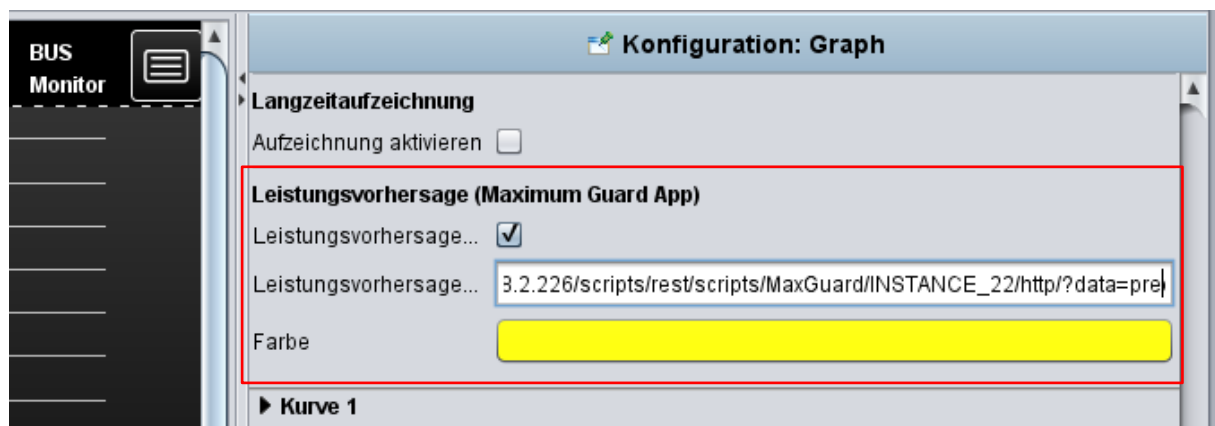 BUS
Monitor
Konfiguration: Graph
Langzeitaufzeichnung
Aufzeichnung aktivieren
Leistungsvorhersage (Maximum Guard App)
Leistungsvorhersage...
Leistungsvorhersage... 3.2.226/scripts/rest/scripts/MaxGuard/INSTANCE_22/http/?data=pre
Farbe
Kurve 1